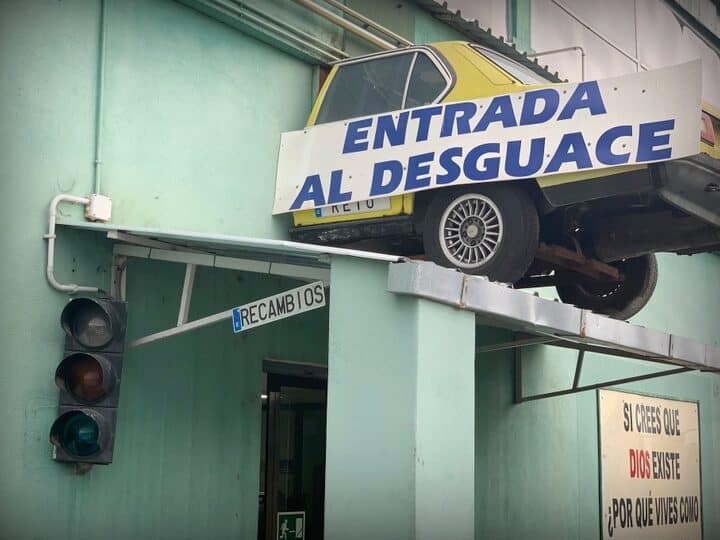 ENTRADA
AL DESGUACE
RETO
RECAMBIOS
SI CREES QUE
DIOS EXISTE
¿POR QUÉ VIVES COMO